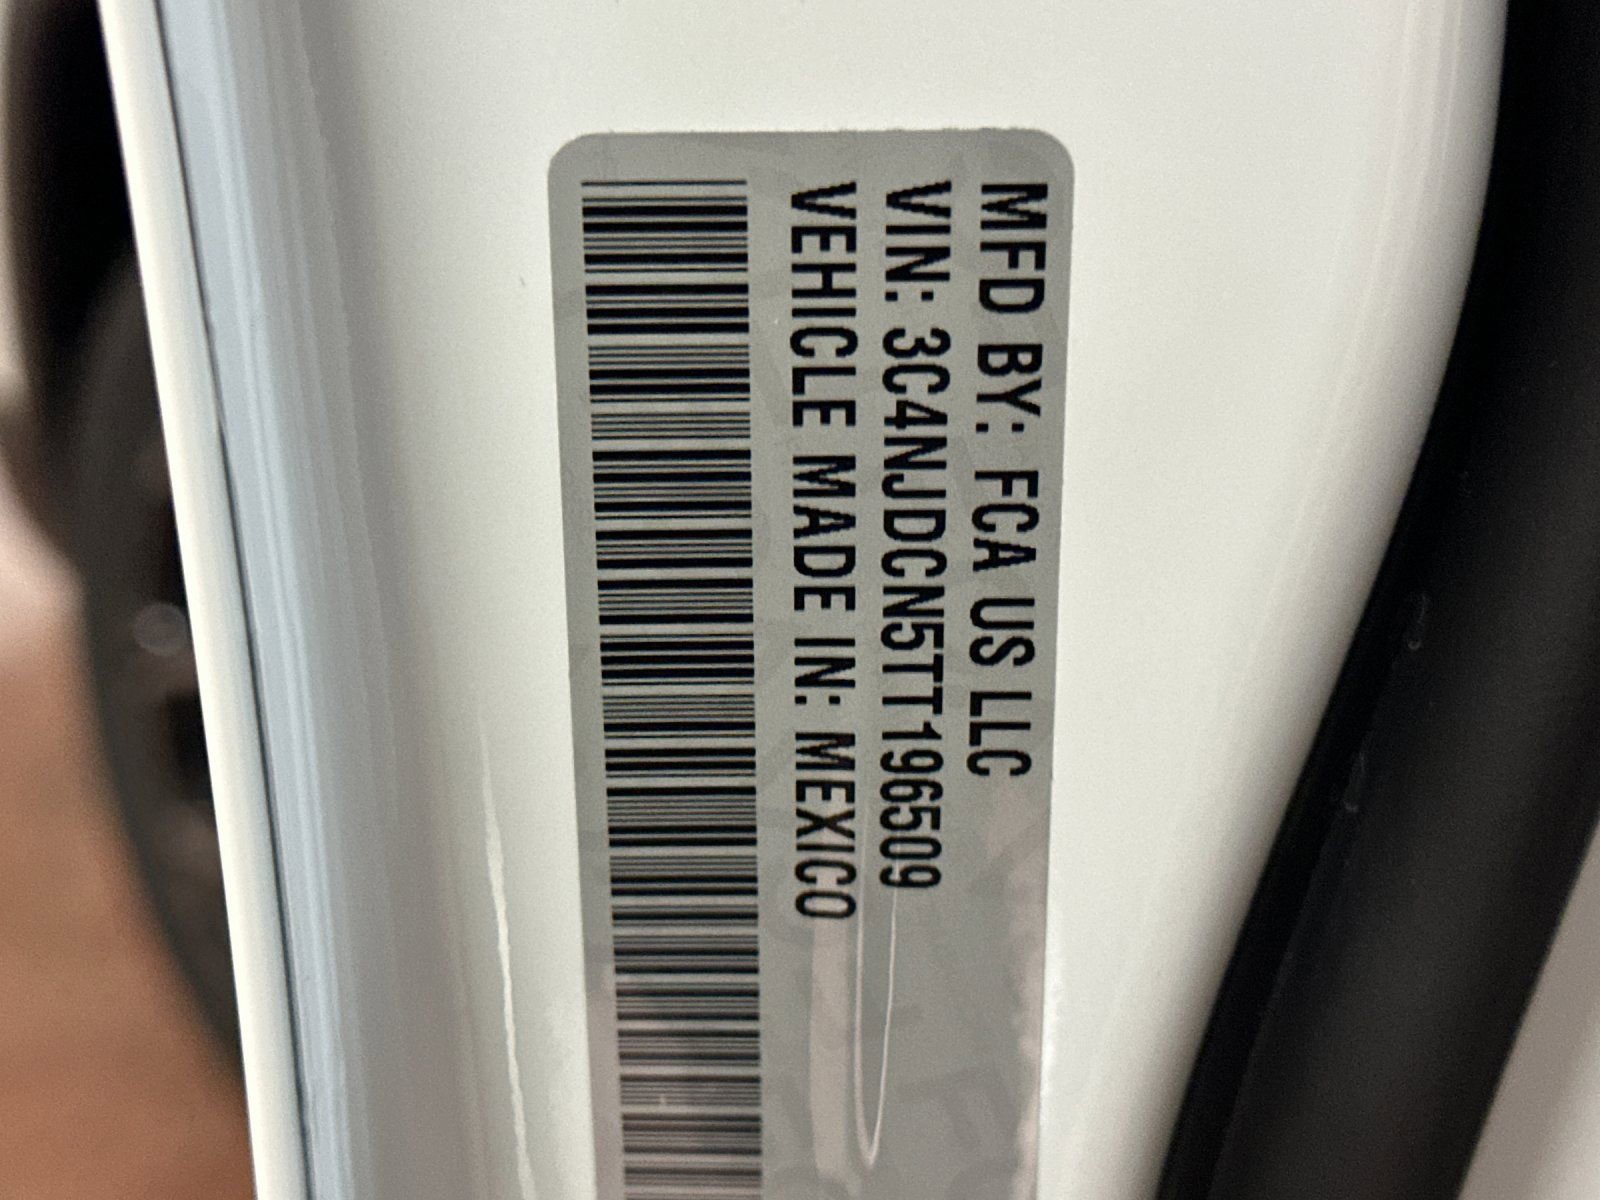 MFD BY: FCA US LLC
VIN: 3C4NJDCN5TT196509
VEHICLE MADE IN: MEXICO